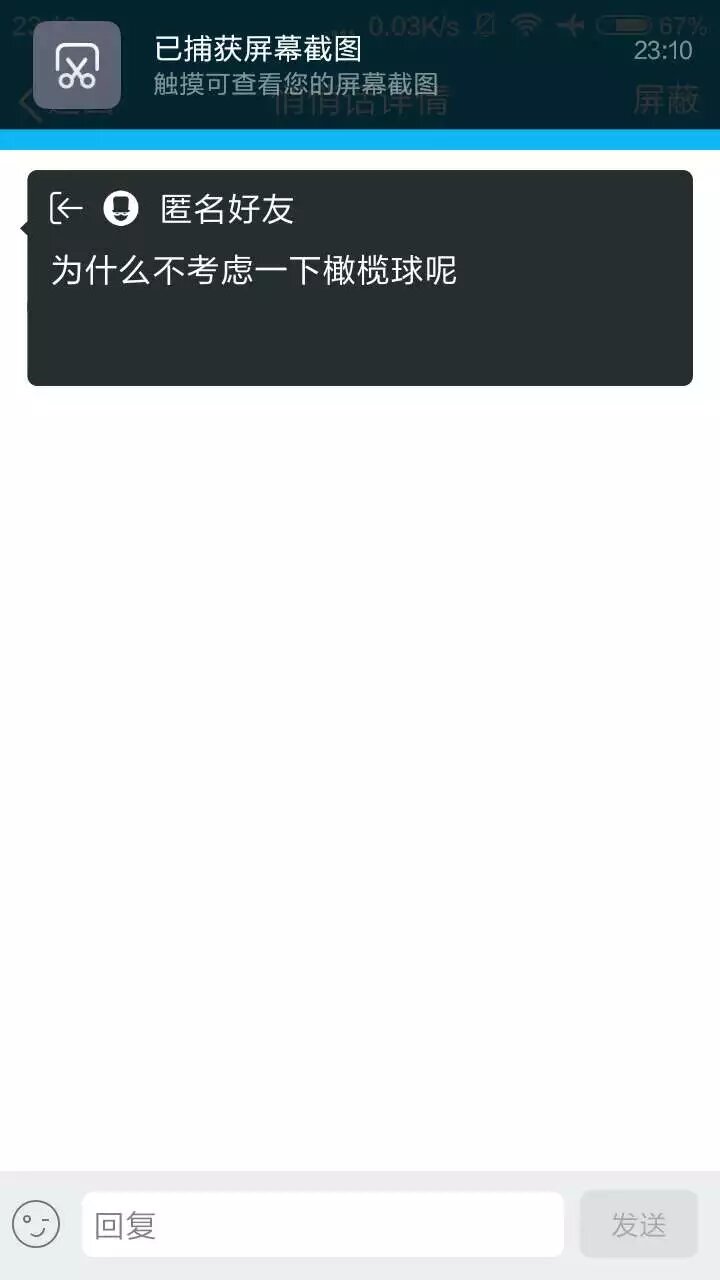 0.03K/s 67%
已捕获屏幕截图
23:10
触摸可查看您的屏幕截图
悄悄话详情
屏蔽
匿名好友
为什么不考虑一下橄榄球呢
回复
发送